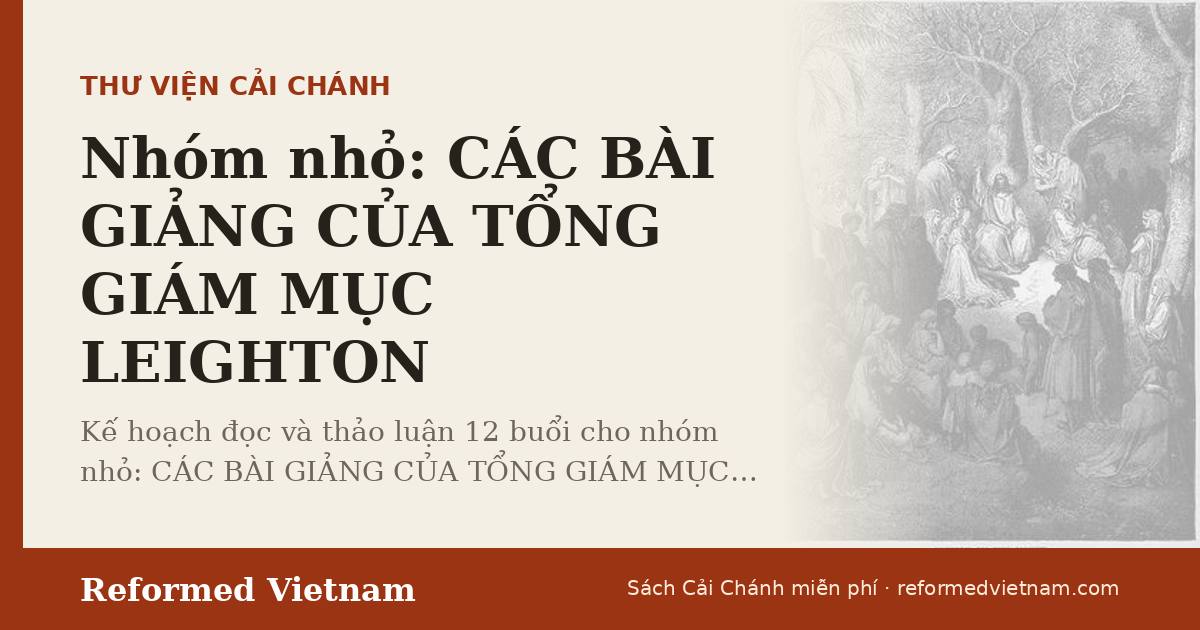 THƯ VIỆN CẢI CHÁNH
Nhóm nhỏ: CÁC BÀI
GIẢNG CỦA TỔNG
GIÁM MỤC
LEIGHTON
Kế hoạch đọc và thảo luận 12 buổi cho nhóm
nhỏ: CÁC BÀI GIẢNG CỦA TỔNG GIÁM MỤC...
Reformed Vietnam
Sách Cải Chánh miễn phí · reformedvietnam.com